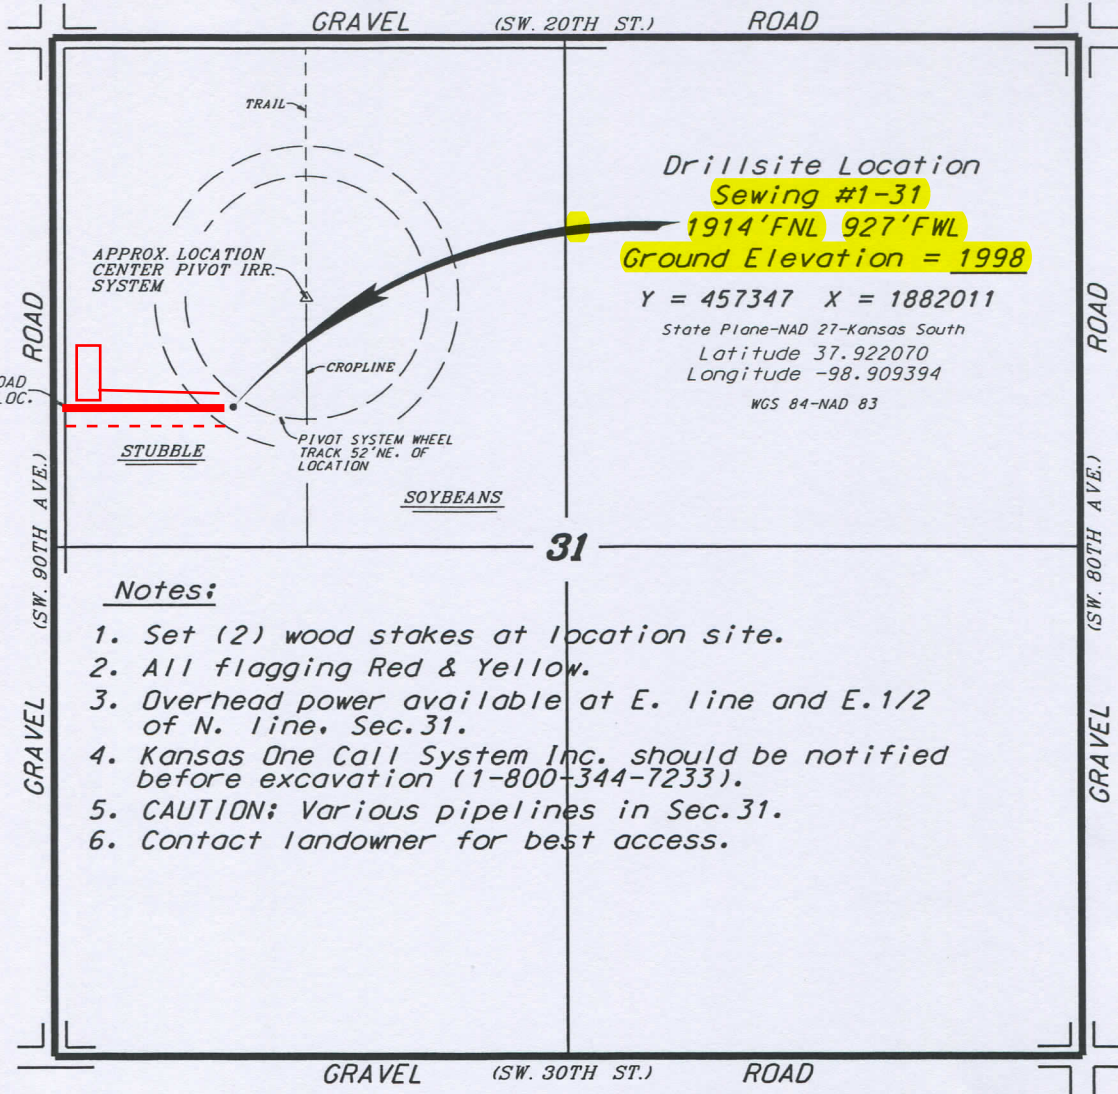 GRAVEL (SW. 20TH ST.) ROAD
TRAIL
Drillsite Location
Sewing #1-31
1914'FNL 927'FWL
Ground Elevation = 1998
Y = 457347 X = 1882011
State Plane-NAD 27-Kansas South
Latitude 37.922070
Longitude -98.909394
WGS 84-NAD 83
APPROX. LOCATION
CENTER PIVOT IRR.
SYSTEM
CROPLINE
STUBBLE
PIVOT SYSTEM WHEEL
TRACK 52'NE. OF
LOCATION
SOYBEANS
31
GRAVEL (SW. 90TH AVE.) ROAD
GRAVEL (SW. 80TH AVE.) ROAD
Notes:
1. Set (2) wood stakes at location site.
2. All flagging Red & Yellow.
3. Overhead power available at E. line and E.1/2
of N. line, Sec.31.
4. Kansas One Call System Inc. should be notified
before excavation (1-800-344-7233).
5. CAUTION: Various pipelines in Sec.31.
6. Contact landowner for best access.
GRAVEL (SW. 30TH ST.) ROAD